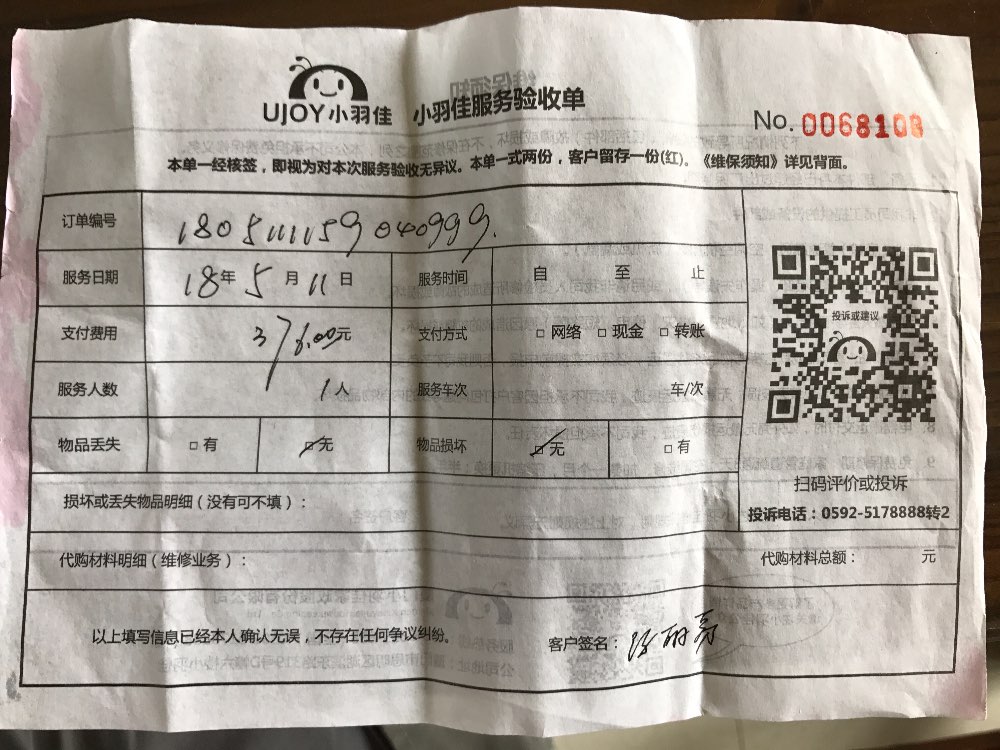 UJOY小羽佳 小羽佳服务验收单
No. 0068108
本单一经核签，即视为对本次服务验收无异议。本单一式两份，客户留存一份(红)。《维保须知》详见背面。
订单编号 1805111159040999.
服务日期 18年 5 月 11 日 服务时间 自 至 止
支付费用 376.00元 支付方式 □ 网络 □ 现金 □ 转账
服务人数 1人 服务车次 车/次
物品丢失 □ 有 ☑ 无 物品损坏 ☑ 无 □ 有
投诉或建议
扫码评价或投诉
投诉电话：0592-5178888转2
损坏或丢失物品明细（没有可不填）：
代购材料明细（维修业务）： 代购材料总额： 元
以上填写信息已经本人确认无误，不存在任何争议纠纷。 客户签名：